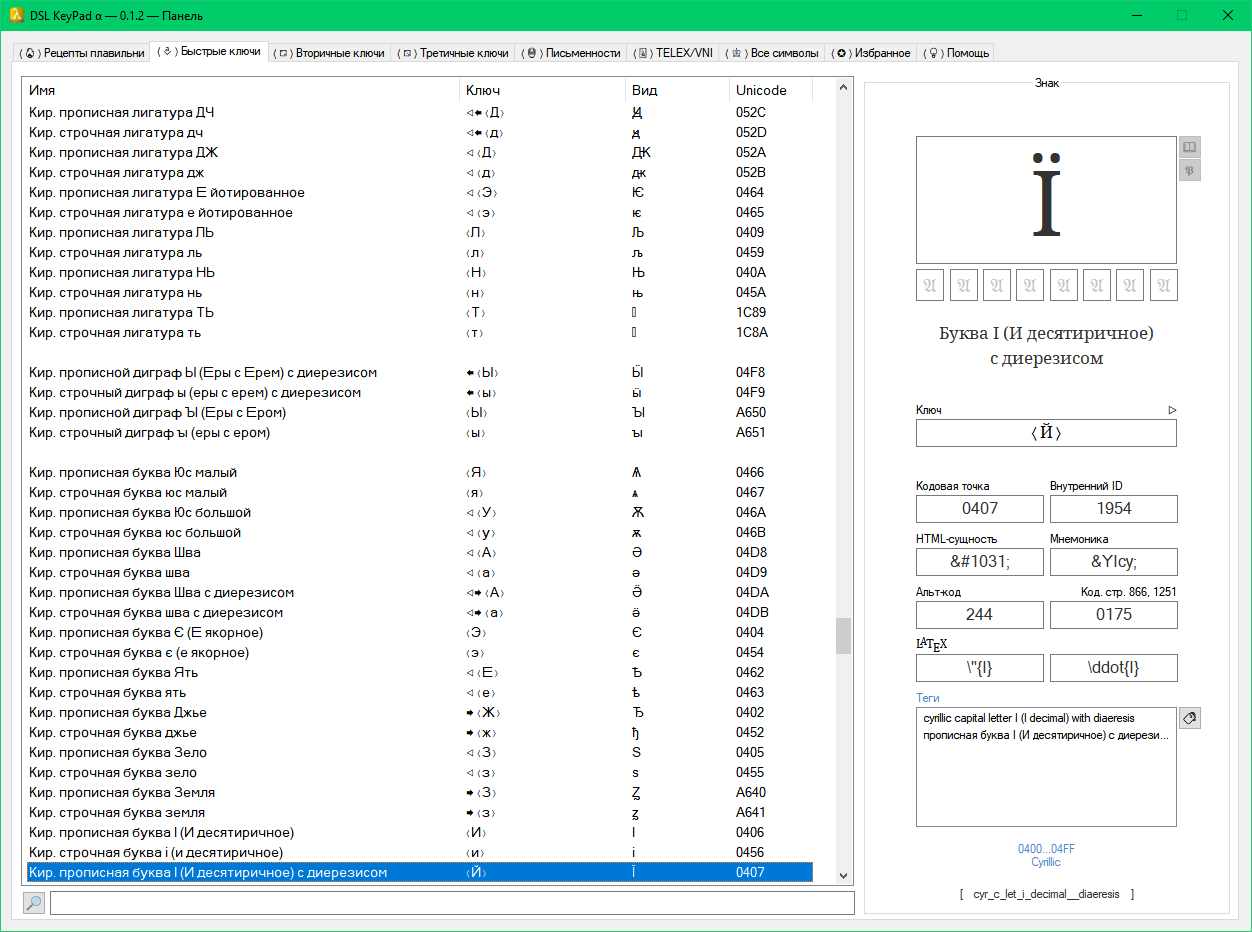 DSL KeyPad α — 0.1.2 — Панель
Рецепты плавильни
Быстрые ключи
Вторичные ключи
Третичные ключи
Письменности
TELEX/VNI
Все символы
Избранное
Помощь
Имя Ключ Вид Unicode
Кир. прописная лигатура ДЧ ◁🠜〈Д〉 Ԭ 052C
Кир. строчная лигатура дч ◁🠜〈д〉 ԭ 052D
Кир. прописная лигатура ДЖ ◁〈Д〉 Ԫ 052A
Кир. строчная лигатура дж ◁〈д〉 ԫ 052B
Кир. прописная лигатура Е йотированное ◁〈Э〉 Ѥ 0464
Кир. строчная лигатура е йотированное ◁〈э〉 ѥ 0465
Кир. прописная лигатура ЛЬ 〈Л〉 Љ 0409
Кир. строчная лигатура ль 〈л〉 љ 0459
Кир. прописная лигатура НЬ 〈Н〉 Њ 040A
Кир. строчная лигатура нь 〈н〉 њ 045A
Кир. прописная лигатура ТЬ 〈Т〉 1C89
Кир. строчная лигатура ть 〈т〉 1C8A
Кир. прописной диграф Ы (Еры с Ерем) с диерезисом 🠜〈Ы〉 Ӹ 04F8
Кир. строчный диграф ы (еры с ерем) с диерезисом 🠜〈ы〉 ӹ 04F9
Кир. прописной диграф Ꙑ (Еры с Ером) 〈Ы〉 Ꙑ A650
Кир. строчный диграф ꙑ (еры с ером) 〈ы〉 ꙑ A651
Кир. прописная буква Юс малый 〈Я〉 Ѧ 0466
Кир. строчная буква юс малый 〈я〉 ѧ 0467
Кир. прописная буква Юс большой ◁〈У〉 Ѫ 046A
Кир. строчная буква юс большой ◁〈у〉 ѫ 046B
Кир. прописная буква Шва ◁〈А〉 Ә 04D8
Кир. строчная буква шва ◁〈а〉 ә 04D9
Кир. прописная буква Шва с диерезисом ◁🠞〈А〉 Ӛ 04DA
Кир. строчная буква шва с диерезисом ◁🠞〈а〉 ӛ 04DB
Кир. прописная буква Є (Е якорное) 〈Э〉 Є 0404
Кир. строчная буква є (е якорное) 〈э〉 є 0454
Кир. прописная буква Ять ◁〈Е〉 Ѣ 0462
Кир. строчная буква ять ◁〈е〉 ѣ 0463
Кир. прописная буква Джье 🠞〈Ж〉 Ђ 0402
Кир. строчная буква джье 🠞〈ж〉 ђ 0452
Кир. прописная буква Зело ◁〈З〉 Ѕ 0405
Кир. строчная буква зело ◁〈з〉 ѕ 0455
Кир. прописная буква Земля 🠞〈З〉 Ꙁ A640
Кир. строчная буква земля 🠞〈з〉 ꙁ A641
Кир. прописная буква І (И десятиричное) 〈И〉 І 0406
Кир. строчная буква і (и десятиричное) 〈и〉 і 0456
Кир. прописная буква І (И десятиричное) с диерезисом 〈Й〉 Ї 0407
Знак
Ї
𝔄 𝔄 𝔄 𝔄 𝔄 𝔄 𝔄 𝔄
Буква І (И десятиричное)
с диерезисом
Ключ ▷
〈 Й 〉
Кодовая точка Внутренний ID
0407 1954
HTML-сущность Мнемоника
&#1031; &YIcy;
Альт-код Код. стр. 866, 1251
244 0175
LATEX
\"{I} \ddot{I}
Теги
cyrillic capital letter I (I decimal) with diaeresis
прописная буква І (И десятиричное) с диерези...
0400...04FF
Cyrillic
[ cyr_c_let_i_decimal__diaeresis ]